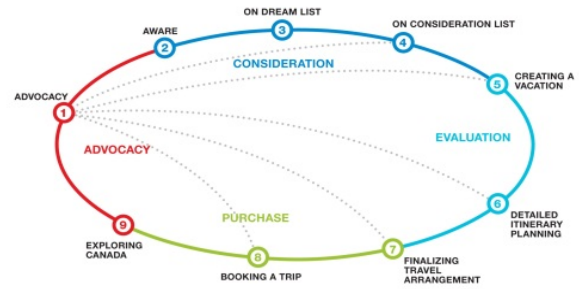 ON DREAM LIST
AWARE
ON CONSIDERATION LIST
3
2
4
CONSIDERATION
CREATING A
VACATION
5
ADVOCACY
1
EVALUATION
ADVOCACY
6
DETAILED
ITINERARY
PLANNING
PURCHASE
9
EXPLORING
CANADA
8
BOOKING A TRIP
7
FINALIZING
TRAVEL
ARRANGEMENT